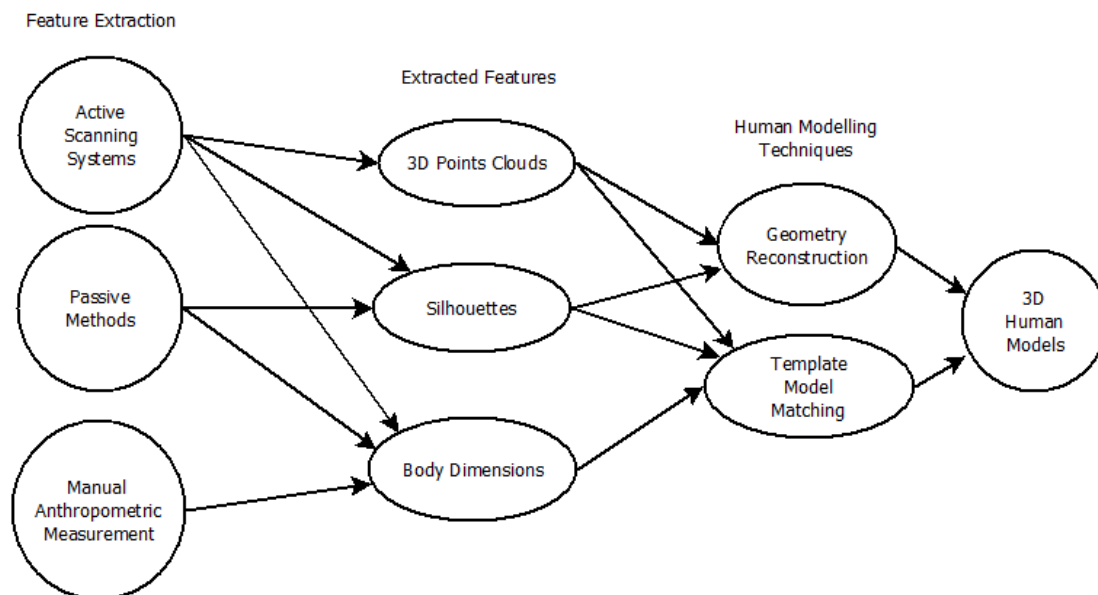 Feature Extraction
Active
Scanning
Systems
Passive
Methods
Manual
Anthropometric
Measurement
Extracted Features
3D Points Clouds
Silhouettes
Body Dimensions
Human Modelling
Techniques
Geometry
Reconstruction
Template
Model
Matching
3D
Human
Models